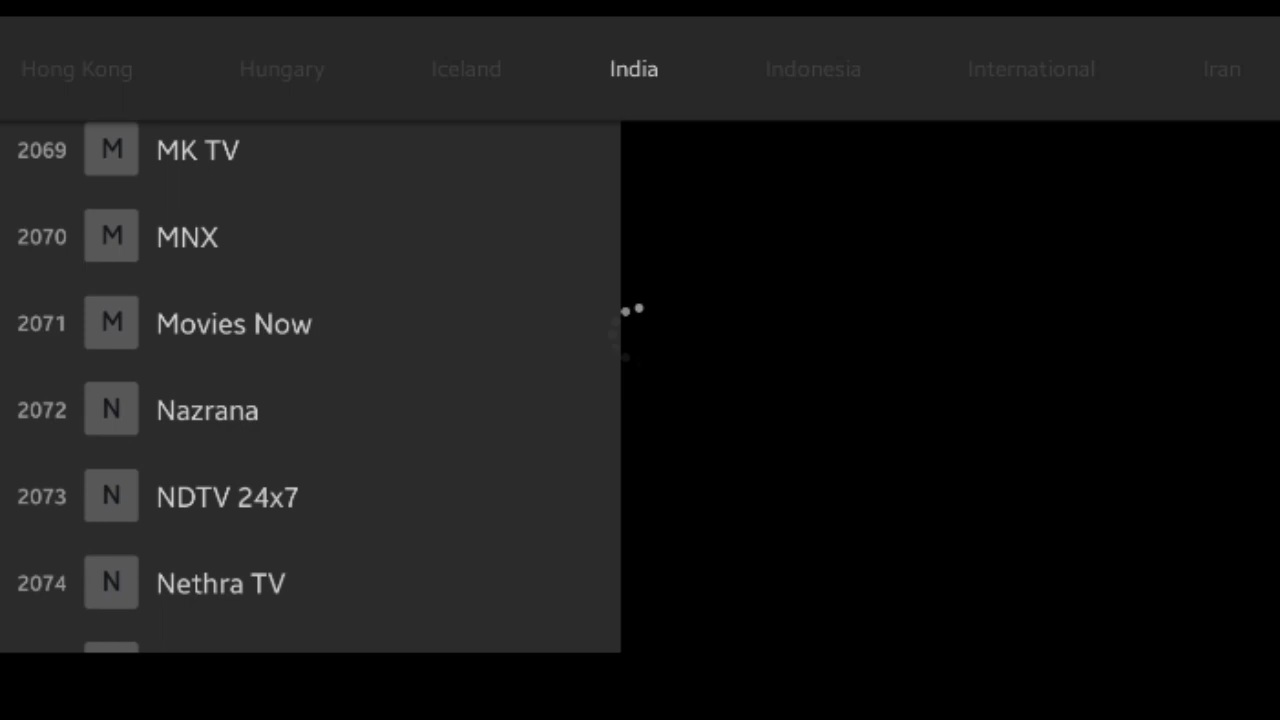 Hong Kong Hungary Iceland India Indonesia International Iran
2069 M MK TV
2070 M MNX
2071 M Movies Now
2072 N Nazrana
2073 N NDTV 24x7
2074 N Nethra TV